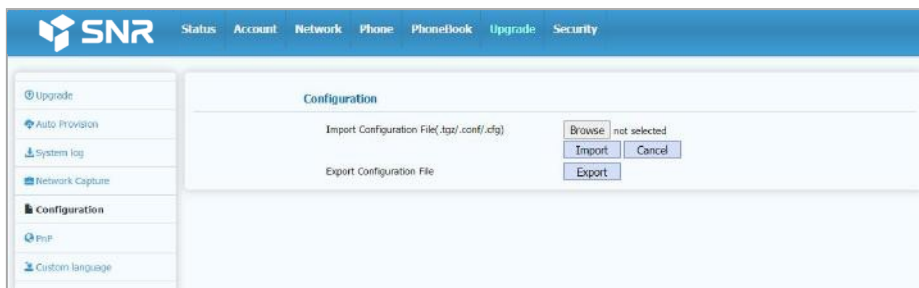 SNR
Status Account Network Phone PhoneBook Upgrade Security
Upgrade
Auto Provision
System log
Network Capture
Configuration
PnP
Custom language
Configuration
Import Configuration File(.tgz/.conf/.cfg)
Browse not selected
Import Cancel
Export Configuration File
Export